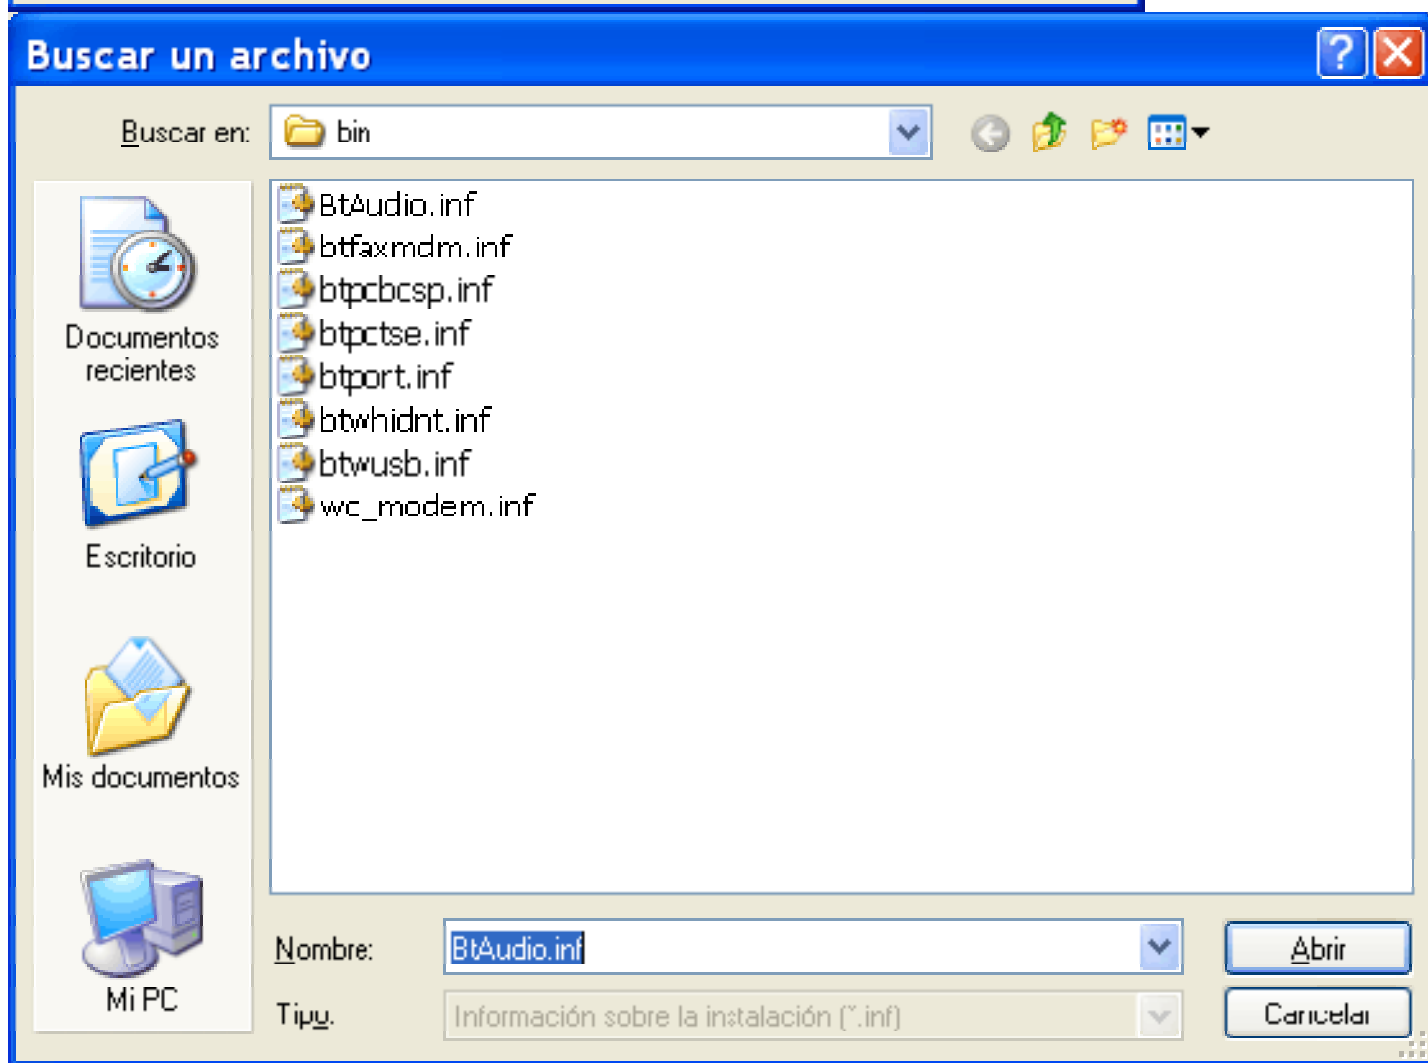 Buscar un archivo
Buscar en: bin
BtAudio.inf
btfaxmdm.inf
btpcbcsp.inf
btpctse.inf
btport.inf
btwhidnt.inf
btwusb.inf
wc_modem.inf
Documentos
recientes
Escritorio
Mis documentos
Mi PC
Nombre: BtAudio.inf Abrir
Tipo. Información sobre la instalación (*.inf) Cancelar